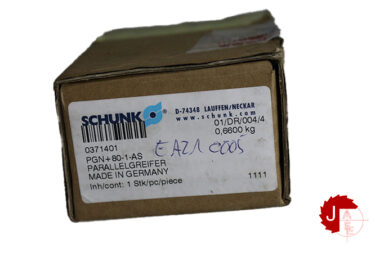 SCHUNK
D-74348 LAUFFEN/NECKAR
www.schunk.com
01/DR/004/4
0,6600 kg
0371401
PGN+80-1-AS
EA21 0005
PARALLELGREIFER
MADE IN GERMANY
Inh/cont: 1 Stk/pc/piece
1111